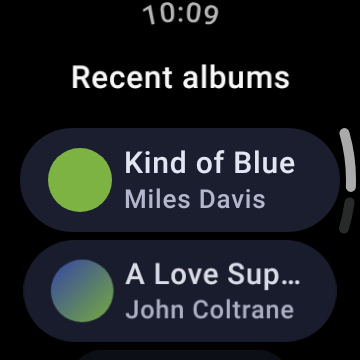 10:09
Recent albums
Kind of Blue
Miles Davis
A Love Sup...
John Coltrane